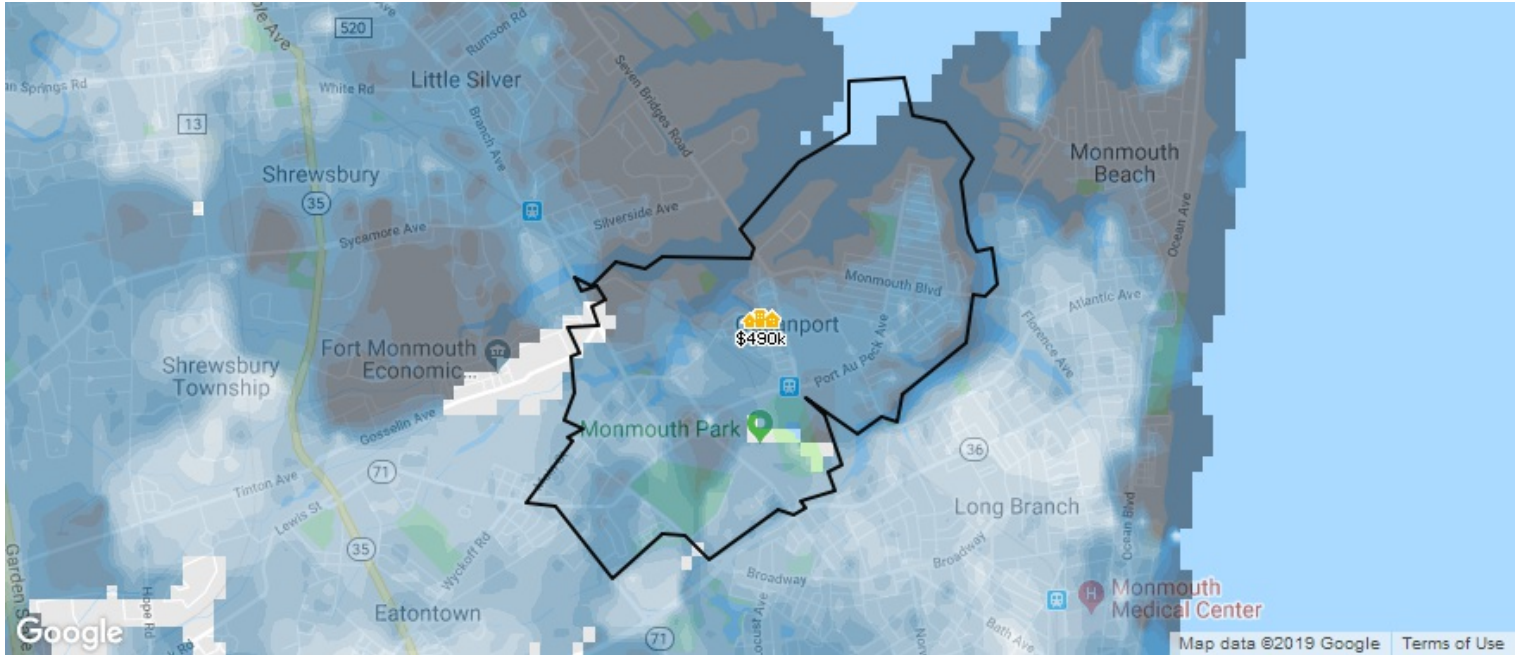 520
Rumson Rd
Little Silver
Seven Bridges Road
White Rd
13
Branch Ave
Monmouth
Beach
Shrewsbury
35
Silverside Ave
Sycamore Ave
Ocean Ave
Monmouth Blvd
Atlantic Ave
$490k
Florence Ave
Fort Monmouth
Economic...
Shrewsbury
Township
Port Au Peck Ave
Gosselin Ave
Monmouth Park
36
71
Tinton Ave
Lewis St
Long Branch
Ocean Blvd
35
Wyckoff Rd
Broadway
Broadway
Garden St
Hope Rd
Eatontown
H
Monmouth
Medical Center
Locust Ave
Bath Ave
71
Google
Map data ©2019 Google
Terms of Use